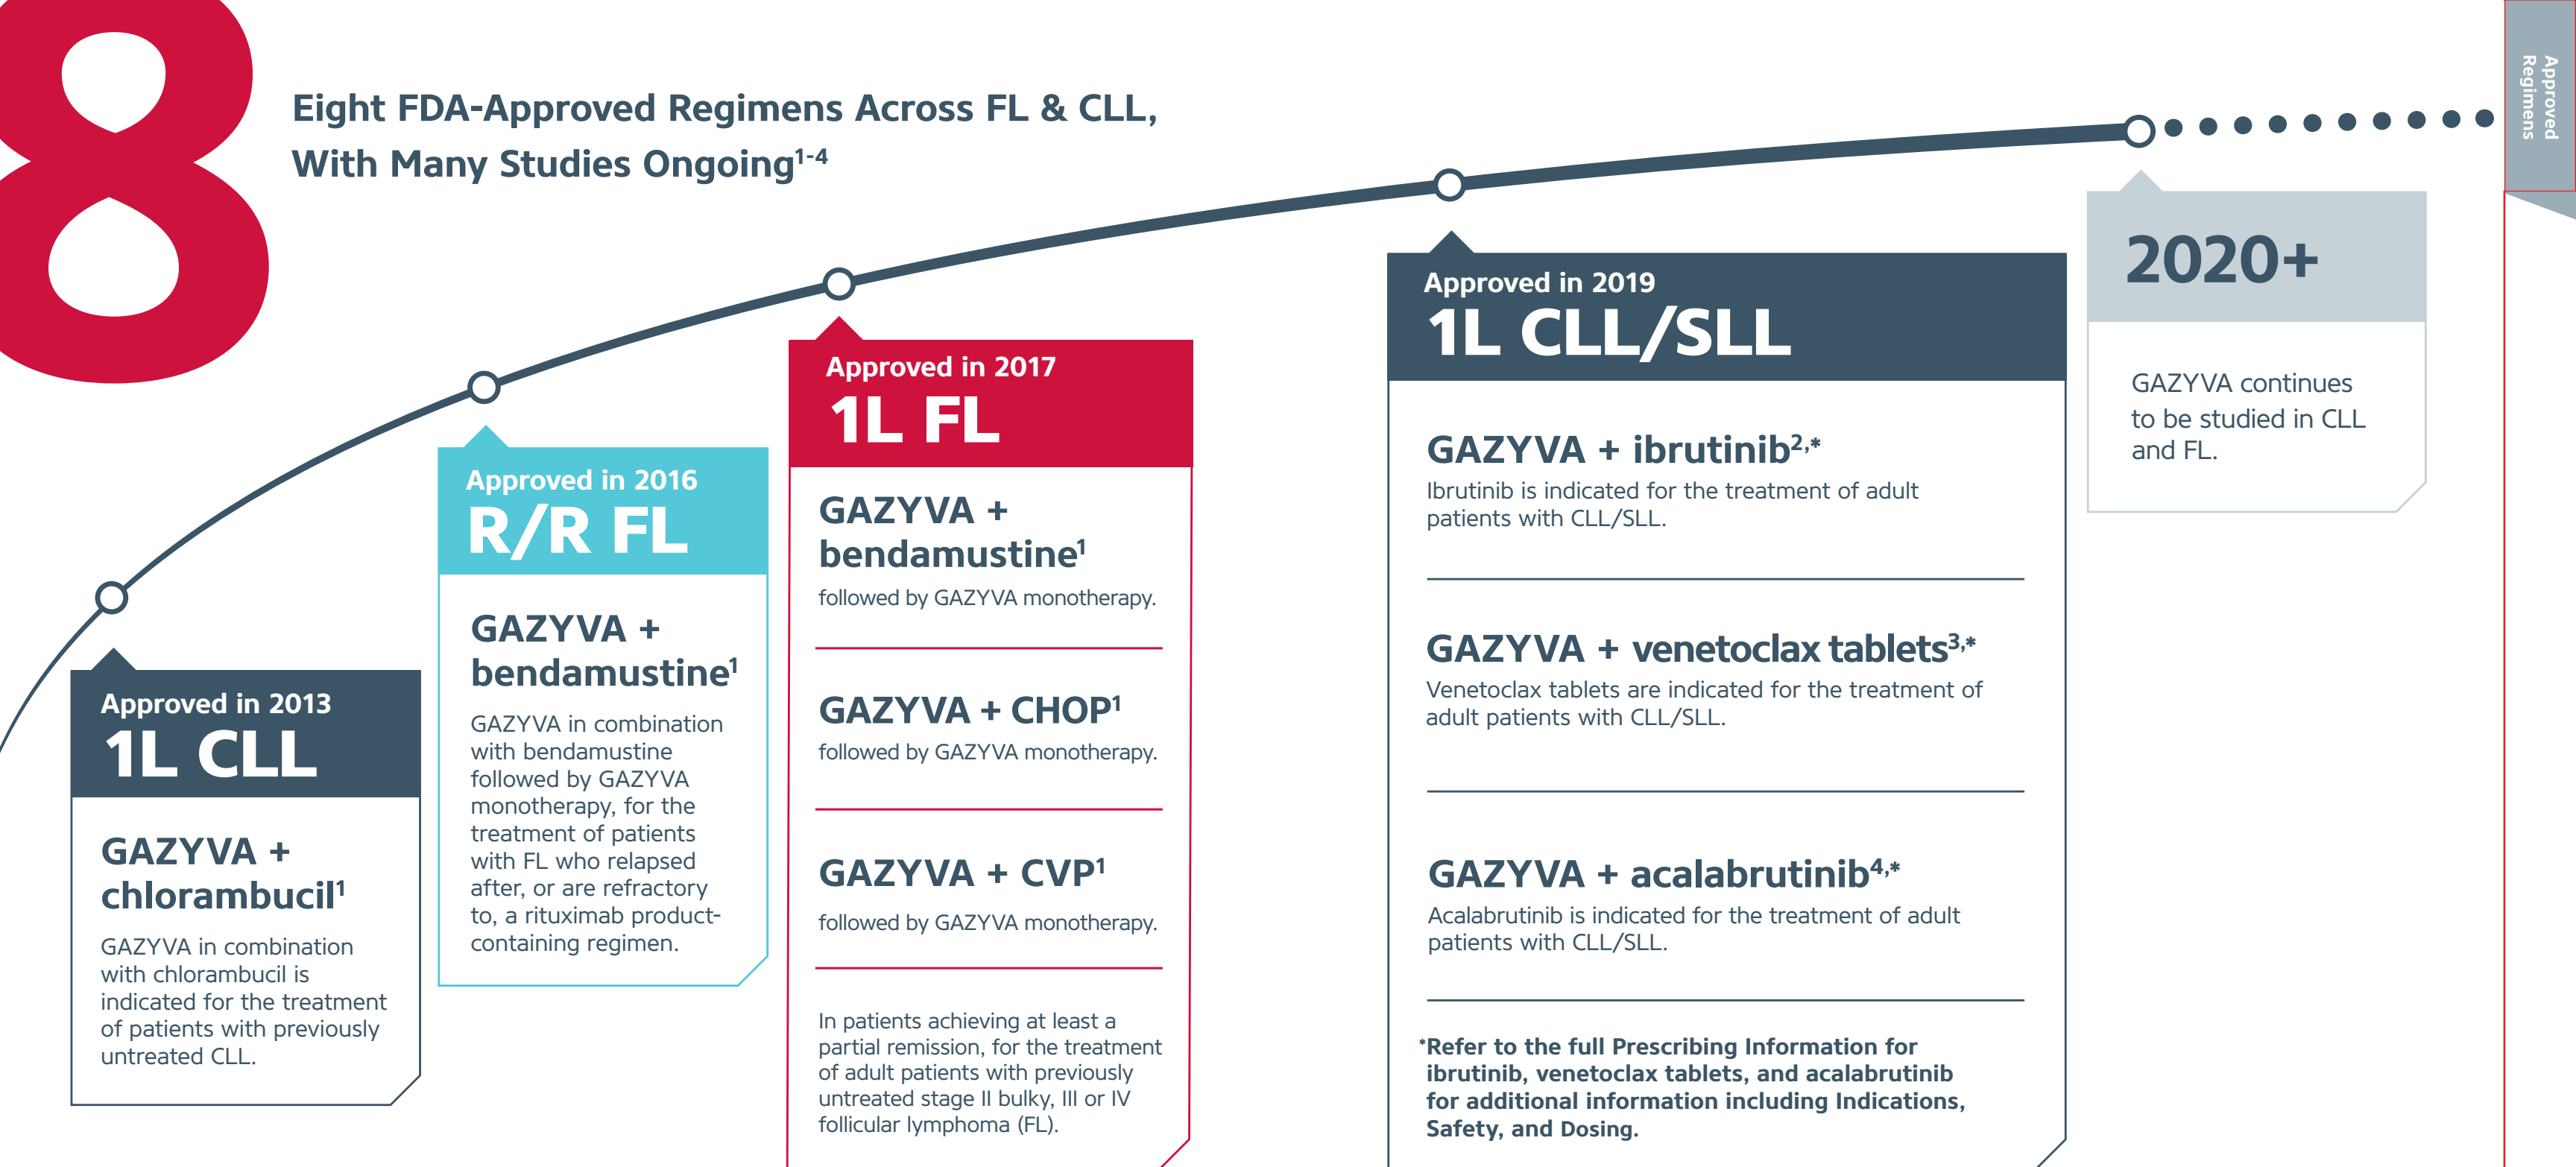 8
Eight FDA-Approved Regimens Across FL & CLL,
With Many Studies Ongoing1-4
Approved
Regimens
Approved in 2013
1L CLL
GAZYVA +
chlorambucil1
GAZYVA in combination
with chlorambucil is
indicated for the treatment
of patients with previously
untreated CLL.
Approved in 2016
R/R FL
GAZYVA +
bendamustine1
GAZYVA in combination
with bendamustine
followed by GAZYVA
monotherapy, for the
treatment of patients
with FL who relapsed
after, or are refractory
to, a rituximab product-
containing regimen.
Approved in 2017
1L FL
GAZYVA +
bendamustine1
followed by GAZYVA monotherapy.
GAZYVA + CHOP1
followed by GAZYVA monotherapy.
GAZYVA + CVP1
followed by GAZYVA monotherapy.
In patients achieving at least a
partial remission, for the treatment
of adult patients with previously
untreated stage II bulky, III or IV
follicular lymphoma (FL).
Approved in 2019
1L CLL/SLL
GAZYVA + ibrutinib2,*
Ibrutinib is indicated for the treatment of adult
patients with CLL/SLL.
GAZYVA + venetoclax tablets3,*
Venetoclax tablets are indicated for the treatment of
adult patients with CLL/SLL.
GAZYVA + acalabrutinib4,*
Acalabrutinib is indicated for the treatment of adult
patients with CLL/SLL.
*Refer to the full Prescribing Information for
ibrutinib, venetoclax tablets, and acalabrutinib
for additional information including Indications,
Safety, and Dosing.
2020+
GAZYVA continues
to be studied in CLL
and FL.